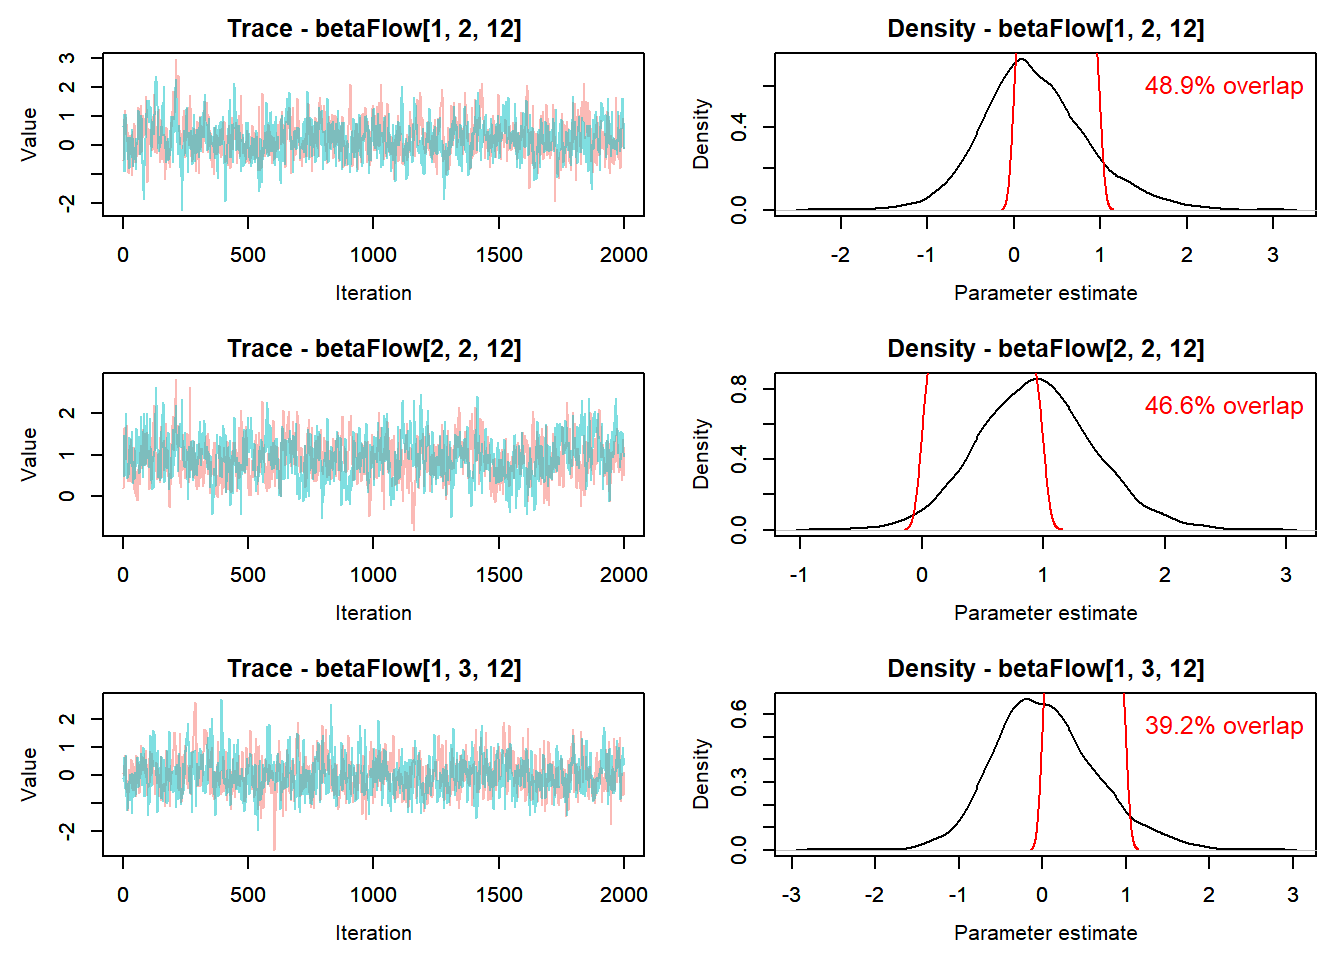 Trace - betaFlow[1, 2, 12]
Value
3
2
1
0
-2
0
500
1000
1500
2000
Iteration
Density - betaFlow[1, 2, 12]
48.9% overlap
Density
0.4
0.0
-2
-1
0
1
2
3
Parameter estimate
Trace - betaFlow[2, 2, 12]
Value
2
1
0
0
500
1000
1500
2000
Iteration
Density - betaFlow[2, 2, 12]
46.6% overlap
Density
0.8
0.4
0.0
-1
0
1
2
3
Parameter estimate
Trace - betaFlow[1, 3, 12]
Value
2
1
0
-2
0
500
1000
1500
2000
Iteration
Density - betaFlow[1, 3, 12]
39.2% overlap
Density
0.6
0.3
0.0
-3
-2
-1
0
1
2
3
Parameter estimate